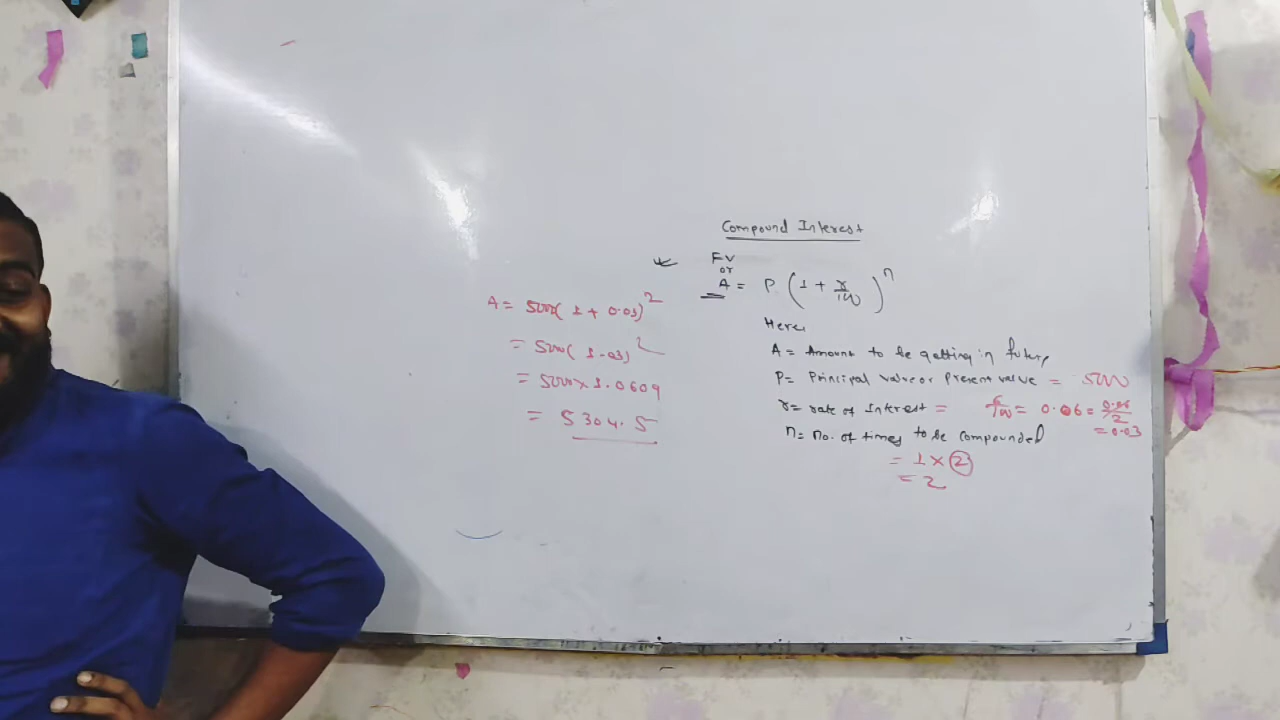 Compound Interest
FV
or
A = P (1 + r/100)^n
Here,
A = Amount to be getting in future
P = Principal value or Present value = 5000
r = rate of Interest = 6/100 = 0.06 = 0.06/2
= 0.03
n = no. of times to be compounded
= 1 × 2
= 2
A = 5000 (1 + 0.03)^2
= 5000 (1.03)^2
= 5000 × 1.0609
= 5304.5